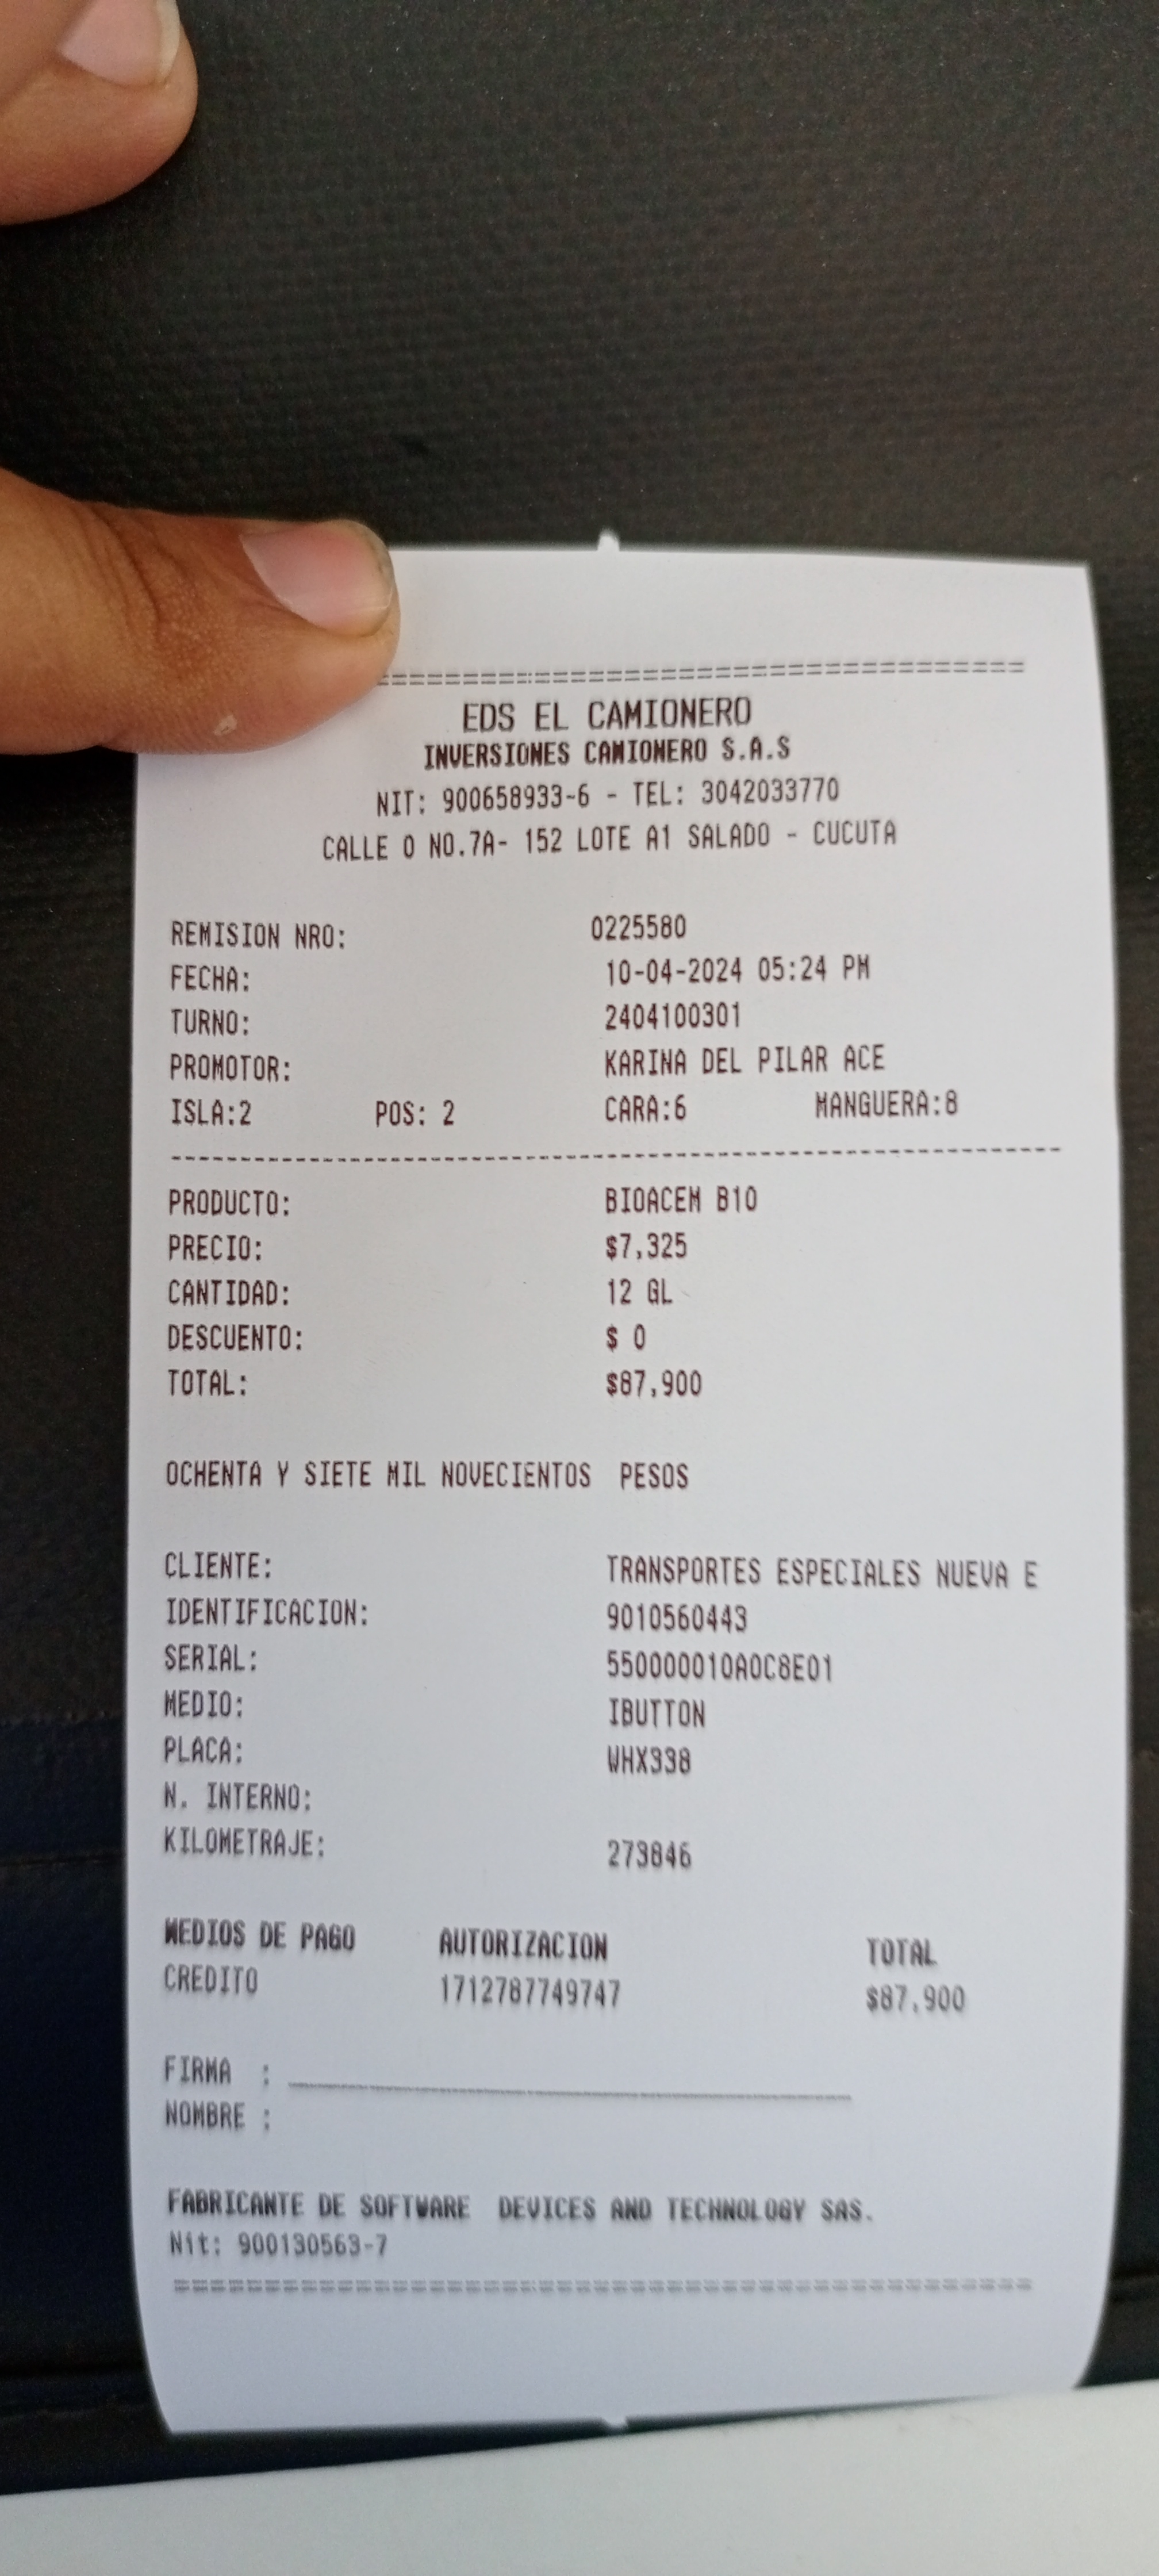 ================================================
EDS EL CAMIONERO
INVERSIONES CAMIONERO S.A.S
NIT: 900658933-6 - TEL: 3042033770
CALLE 0 NO.7A- 152 LOTE A1 SALADO - CUCUTA
REMISION NRO: 0225580
FECHA: 10-04-2024 05:24 PM
TURNO: 2404100301
PROMOTOR: KARINA DEL PILAR ACE
ISLA:2 POS: 2 CARA:6 MANGUERA:8
------------------------------------------------
PRODUCTO: BIOACEM B10
PRECIO: $7,325
CANTIDAD: 12 GL
DESCUENTO: $ 0
TOTAL: $87,900
OCHENTA Y SIETE MIL NOVECIENTOS PESOS
CLIENTE: TRANSPORTES ESPECIALES NUEVA E
IDENTIFICACION: 9010560443
SERIAL: 550000010A0C8E01
MEDIO: IBUTTON
PLACA: WHX338
N. INTERNO:
KILOMETRAJE: 273846
MEDIOS DE PAGO AUTORIZACION TOTAL
CREDITO 1712787749747 $87,900
FIRMA : ______________________________
NOMBRE :
FABRICANTE DE SOFTWARE DEVICES AND TECHNOLOGY SAS.
Nit: 900130563-7
================================================